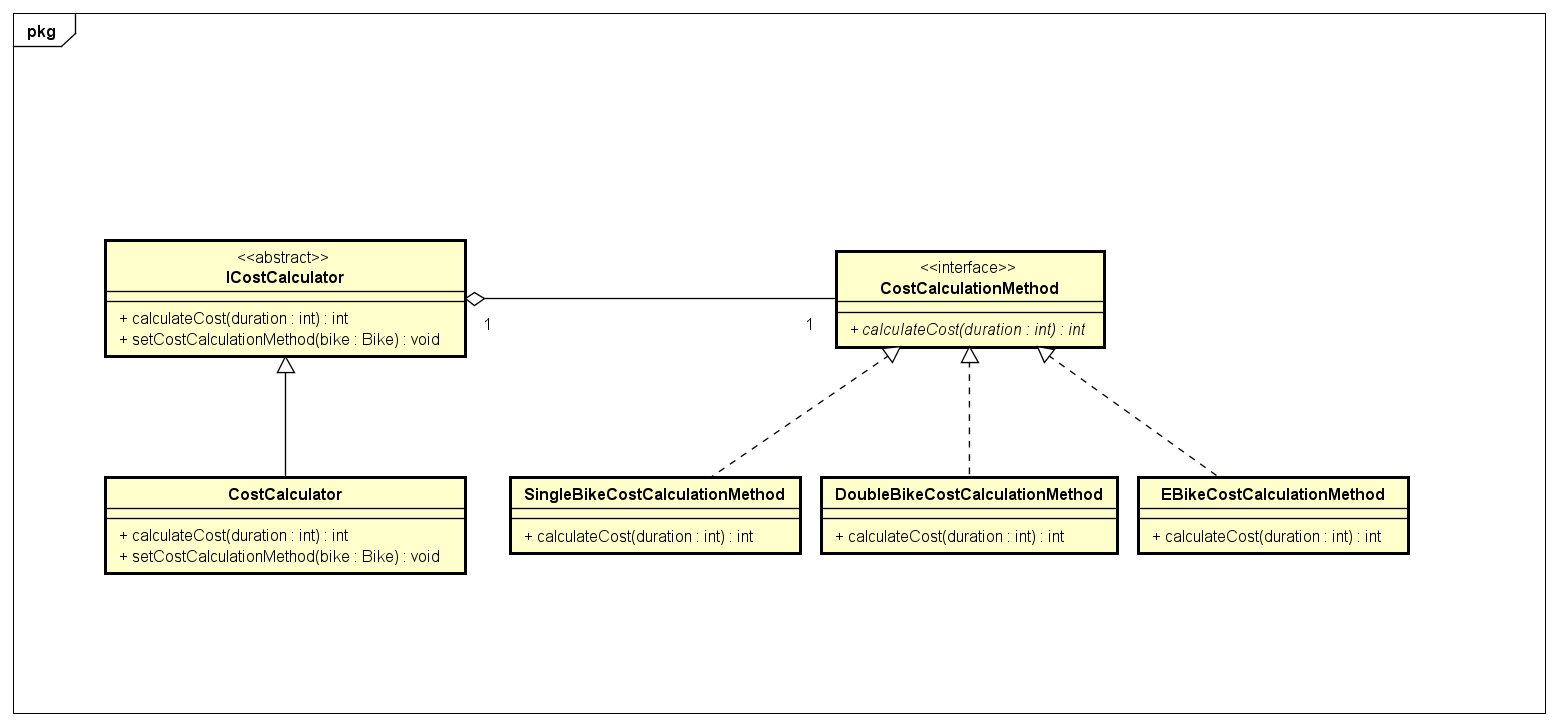 pkg
<<abstract>>
ICostCalculator
+ calculateCost(duration : int) : int
+ setCostCalculationMethod(bike : Bike) : void
1
1
<<interface>>
CostCalculationMethod
+ calculateCost(duration : int) : int
CostCalculator
+ calculateCost(duration : int) : int
+ setCostCalculationMethod(bike : Bike) : void
SingleBikeCostCalculationMethod
+ calculateCost(duration : int) : int
DoubleBikeCostCalculationMethod
+ calculateCost(duration : int) : int
EBikeCostCalculationMethod
+ calculateCost(duration : int) : int